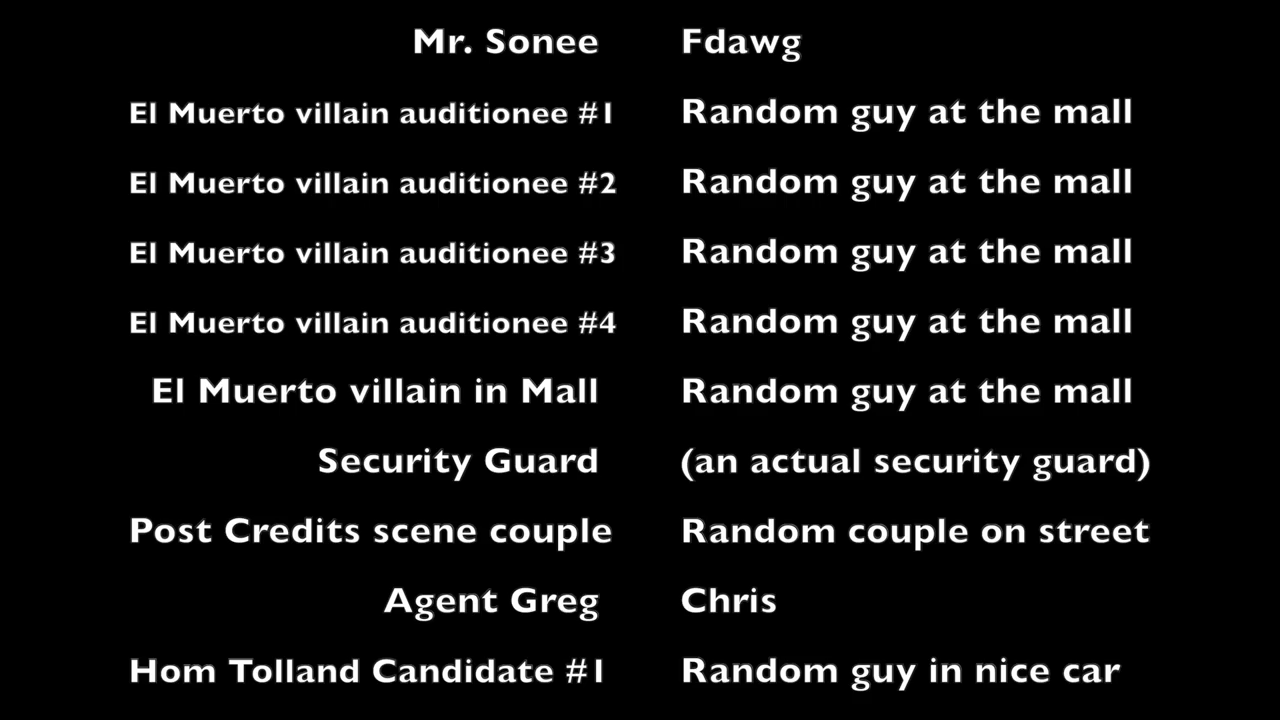 Mr. Sonee Fdawg
El Muerto villain auditionee #1 Random guy at the mall
El Muerto villain auditionee #2 Random guy at the mall
El Muerto villain auditionee #3 Random guy at the mall
El Muerto villain auditionee #4 Random guy at the mall
El Muerto villain in Mall Random guy at the mall
Security Guard (an actual security guard)
Post Credits scene couple Random couple on street
Agent Greg Chris
Hom Tolland Candidate #1 Random guy in nice car